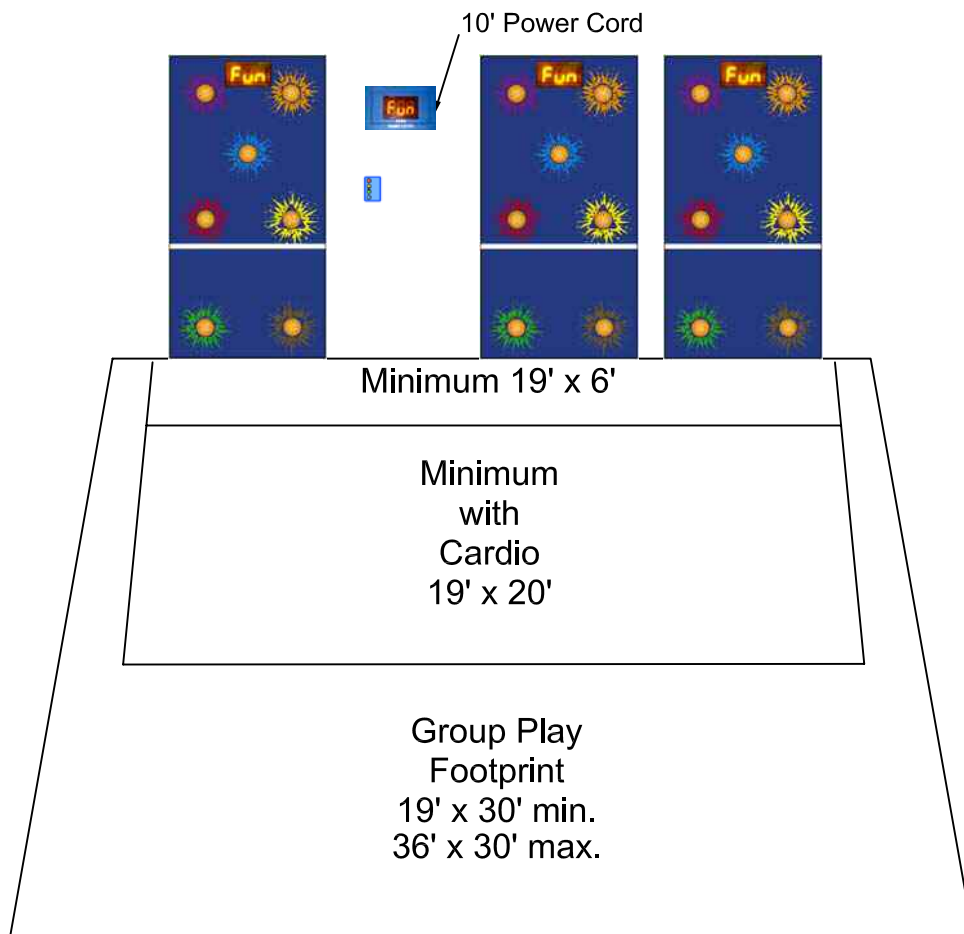 10' Power Cord
Fun
Fun
Fun
Fun
Minimum 19' x 6'
Minimum
with
Cardio
19' x 20'
Group Play
Footprint
19' x 30' min.
36' x 30' max.